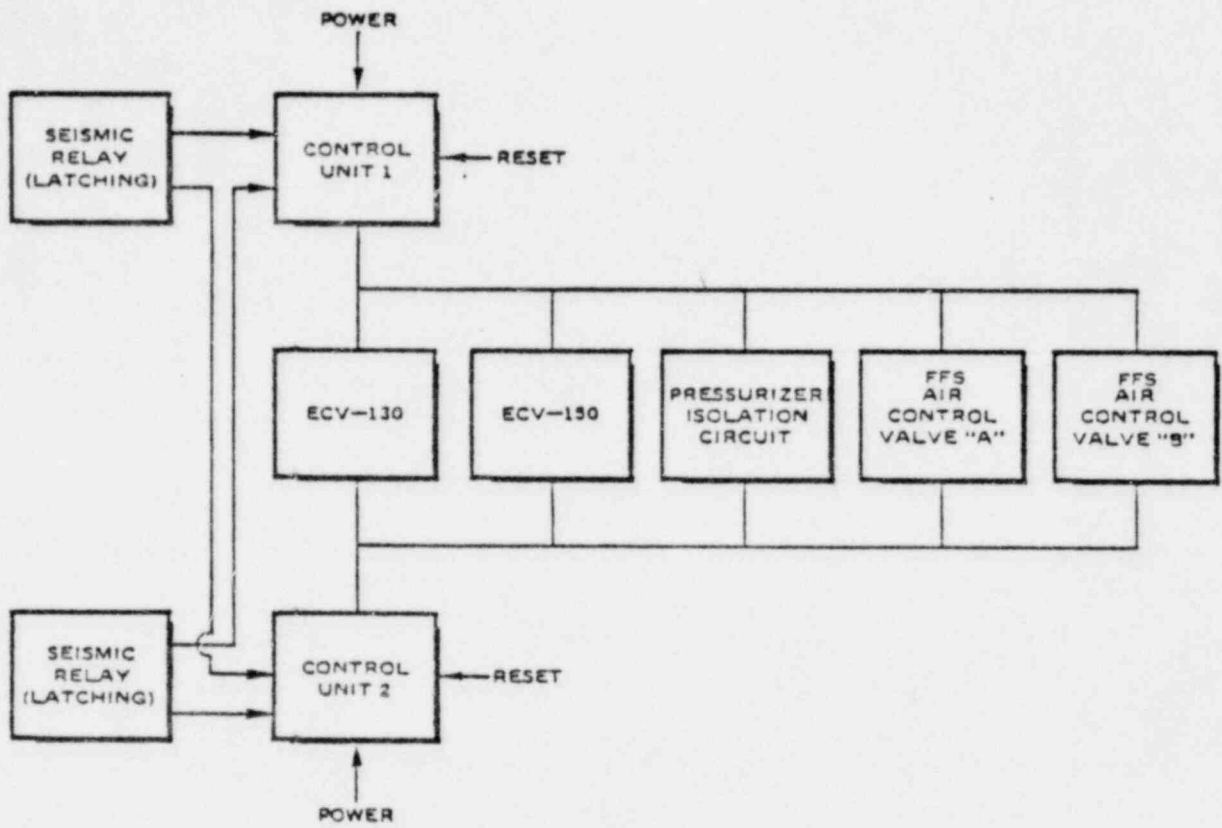 POWER
SEISMIC
RELAY
(LATCHING)
CONTROL
UNIT 1
RESET
ECV-130
ECV-150
PRESSURIZER
ISOLATION
CIRCUIT
FFS
AIR
CONTROL
VALVE "A"
FFS
AIR
CONTROL
VALVE "B"
SEISMIC
RELAY
(LATCHING)
CONTROL
UNIT 2
RESET
POWER